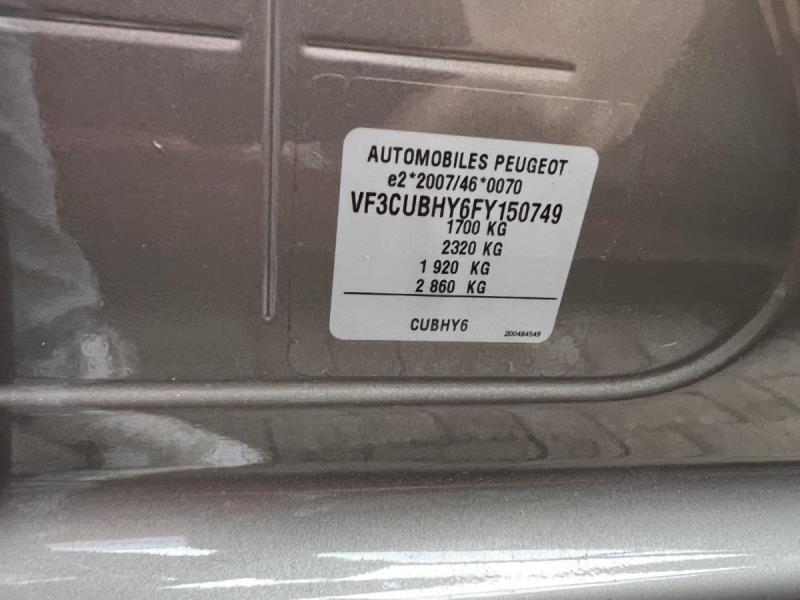 AUTOMOBILES PEUGEOT
e2*2007/46*0070
VF3CUBHY6FY150749
1700 KG
2320 KG
1 920 KG
2 860 KG
CUBHY6
200484549